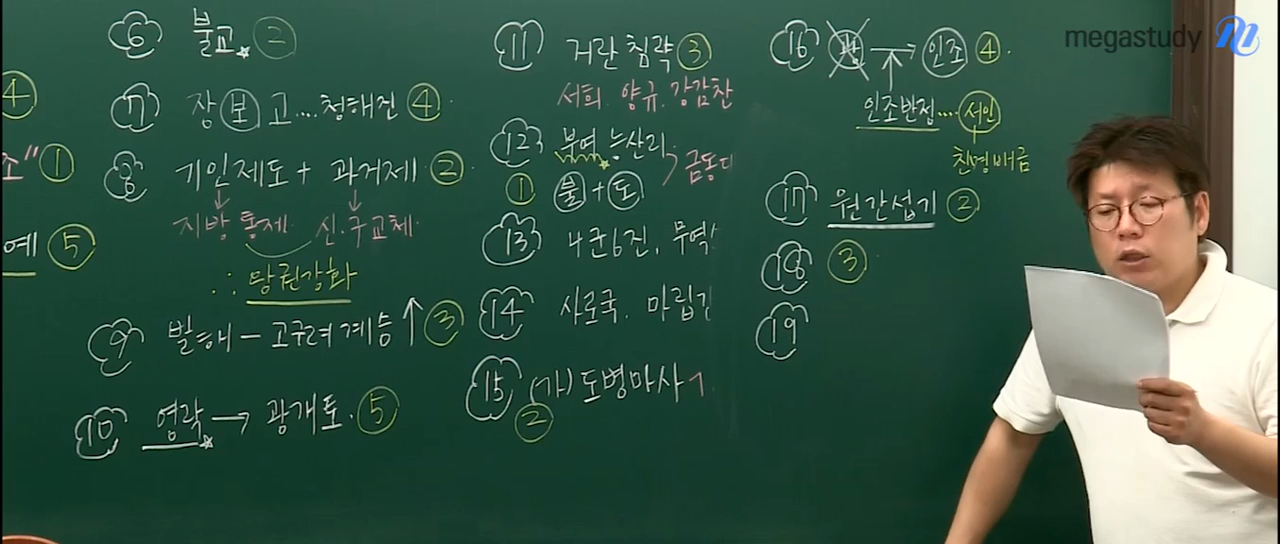 ④
소" ①
예 ⑤
⑥ 불교 ②
⑦ 장보고....청해진 ④
⑧ 기인제도 + 과거제 ②
지방통제 신·구교체
∴ 왕권강화
⑨ 발해 - 고구려계승 ↑ ③
⑩ 영락 → 광개토. ⑤
⑪ 거란 침략 ③
서희. 양규. 강감찬
⑫ 부여 능산리 금동대
① 불 + 도
⑬ 4군6진, 무역
⑭ 사로국. 마립간
⑮ (가) 도병마사
②
⑯ 광 → 인조 ④
인조반정....서인
친명배금
⑰ 원간섭기 ②
⑱ ③
⑲
megastudy